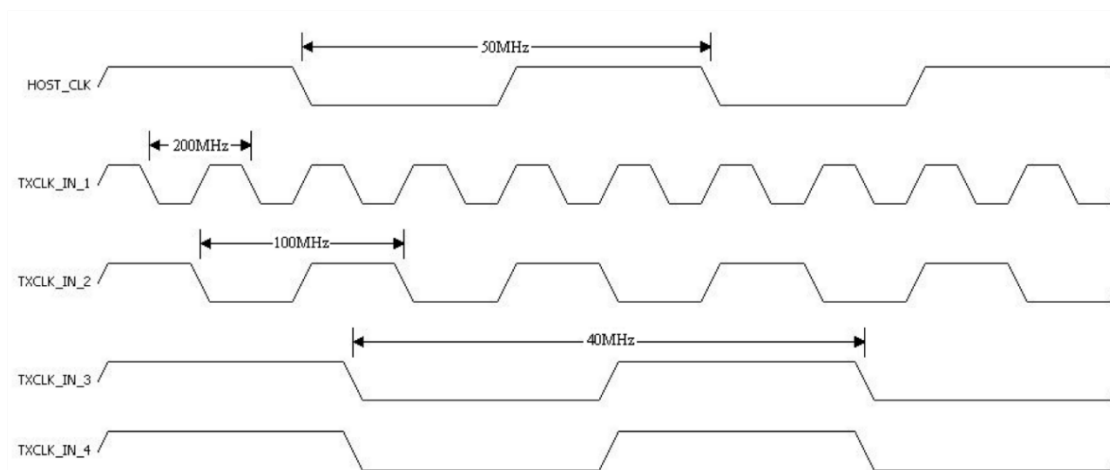 50MHz
HOST_CLK
200MHz
TXCLK_IN_1
100MHz
TXCLK_IN_2
40MHz
TXCLK_IN_3
TXCLK_IN_4